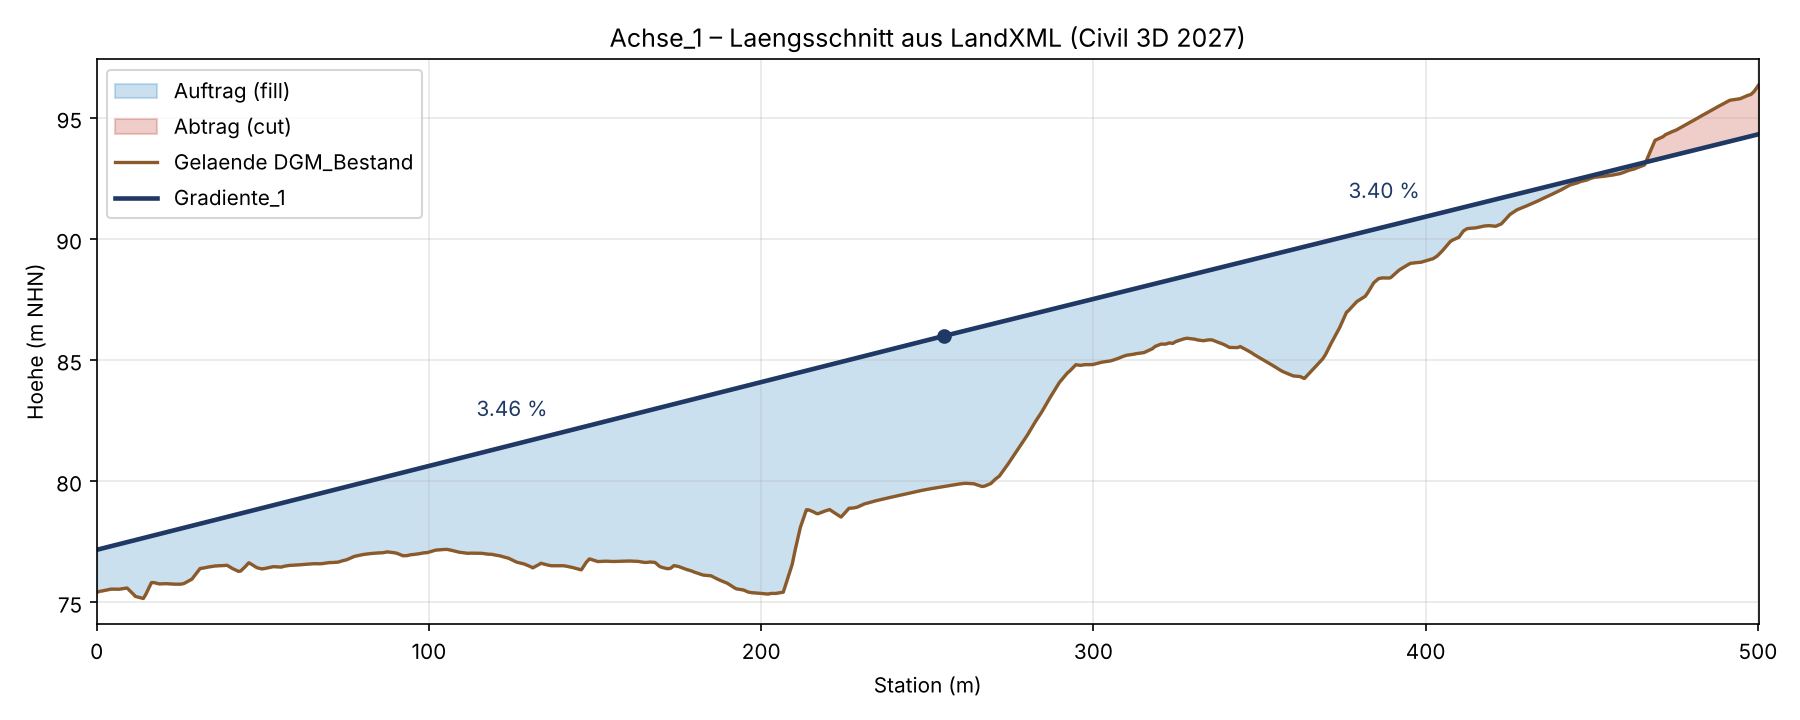 Achse_1 – Laengsschnitt aus LandXML (Civil 3D 2027)
Auftrag (fill)
Abtrag (cut)
Gelaende DGM_Bestand
Gradiente_1
95
90
85
80
75
Hoehe (m NHN)
3.46 %
3.40 %
0
100
200
300
400
500
Station (m)